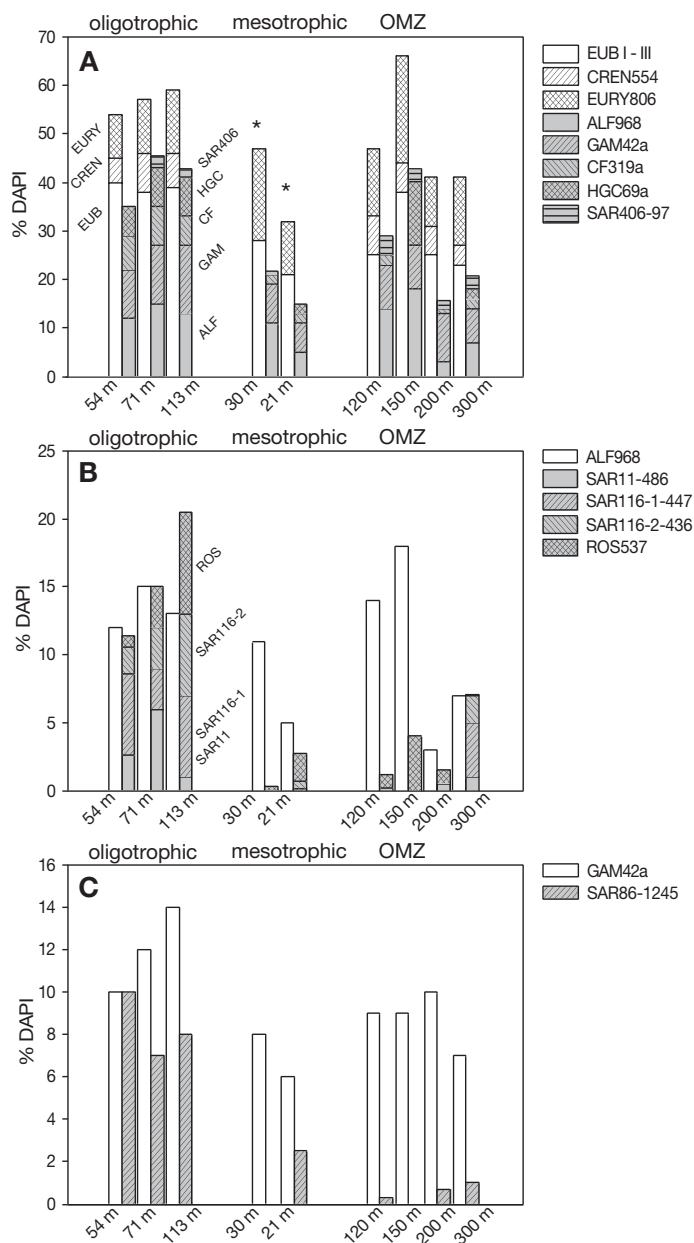 oligotrophic mesotrophic OMZ
A
% DAPI
70
60
50
40
30
20
10
0
EURY
CREN
EUB
SAR406
HGC
CF
GAM
ALF
*
*
54 m 71 m 113 m 30 m 21 m 120 m 150 m 200 m 300 m
EUB I - III
CREN554
EURY806
ALF968
GAM42a
CF319a
HGC69a
SAR406-97
oligotrophic mesotrophic OMZ
B
% DAPI
25
20
15
10
5
0
ROS
SAR116-2
SAR116-1
SAR11
54 m 71 m 113 m 30 m 21 m 120 m 150 m 200 m 300 m
ALF968
SAR11-486
SAR116-1-447
SAR116-2-436
ROS537
oligotrophic mesotrophic OMZ
C
% DAPI
16
14
12
10
8
6
4
2
0
54 m 71 m 113 m 30 m 21 m 120 m 150 m 200 m 300 m
GAM42a
SAR86-1245